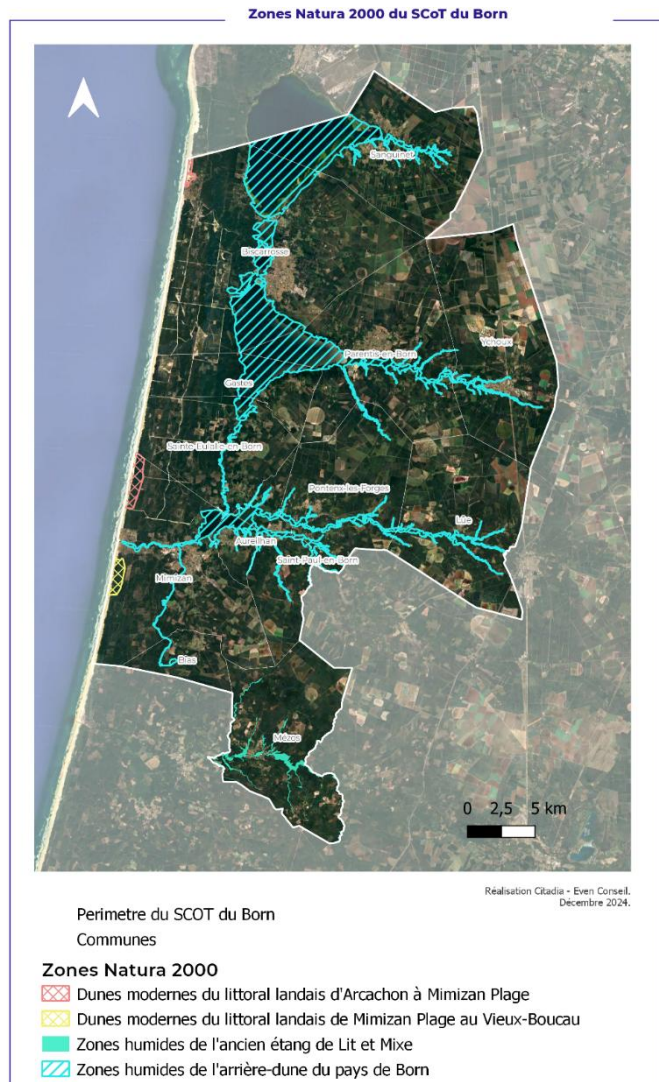 Zones Natura 2000 du SCoT du Born
Sanguinet
Biscarrosse
Ychoux
Parentis-en-Born
Gastes
Sainte-Eulalie-en-Born
Pontenx-les-Forges
Lüe
Aureilhan
Saint-Paul-en-Born
Mimizan
Bias
Mézos
0 2,5 5 km
Réalisation Citadia - Even Conseil.
Décembre 2024.
Perimetre du SCOT du Born
Communes
Zones Natura 2000
Dunes modernes du littoral landais d'Arcachon à Mimizan Plage
Dunes modernes du littoral landais de Mimizan Plage au Vieux-Boucau
Zones humides de l'ancien étang de Lit et Mixe
Zones humides de l'arrière-dune du pays de Born